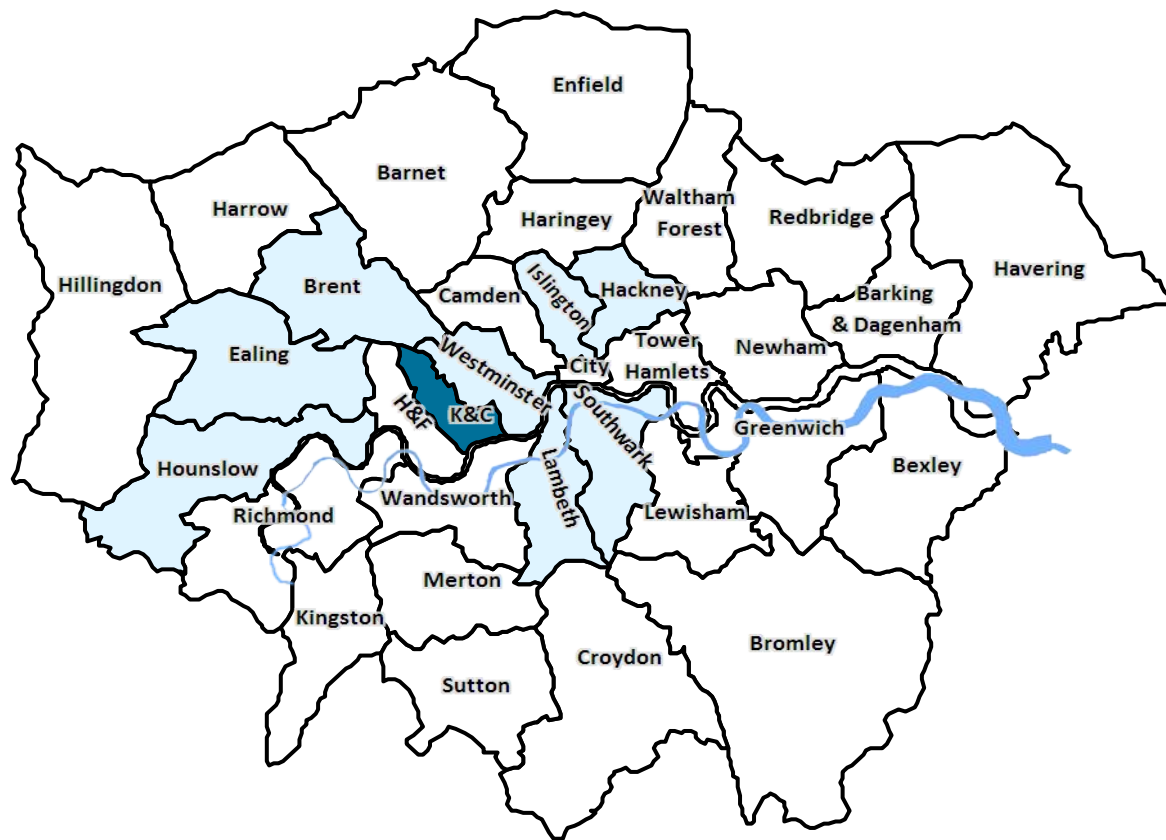 Enfield
Barnet
Waltham
Forest
Harrow
Haringey
Redbridge
Havering
Hillingdon
Brent
Camden
Islington
Hackney
Barking
& Dagenham
Ealing
Westminster
City
Tower
Hamlets
Newham
H&F
K&C
Southwark
Greenwich
Hounslow
Lambeth
Bexley
Richmond
Wandsworth
Lewisham
Merton
Kingston
Bromley
Croydon
Sutton